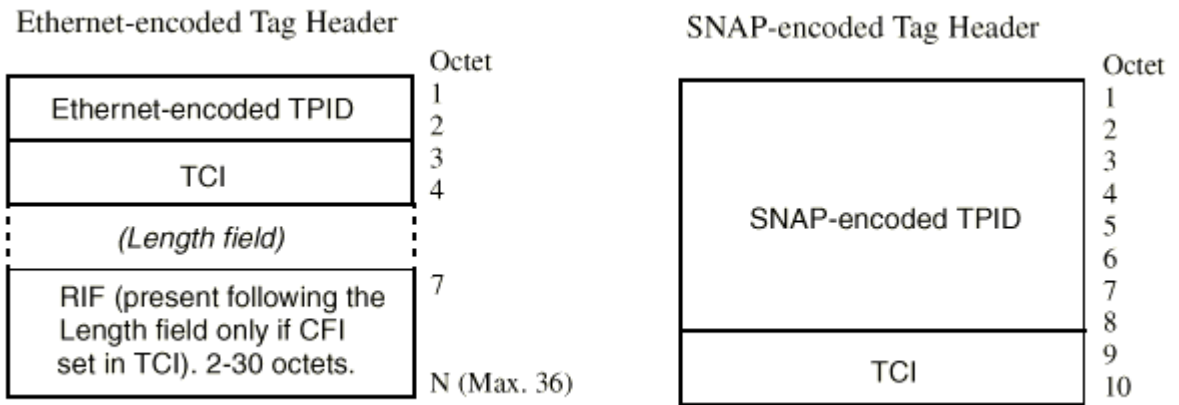 Ethernet-encoded Tag Header
Octet
Ethernet-encoded TPID
1
2
TCI
3
4
(Length field)
RIF (present following the
Length field only if CFI
set in TCI). 2-30 octets.
7
N (Max. 36)
SNAP-encoded Tag Header
Octet
SNAP-encoded TPID
1
2
3
4
5
6
7
8
TCI
9
10